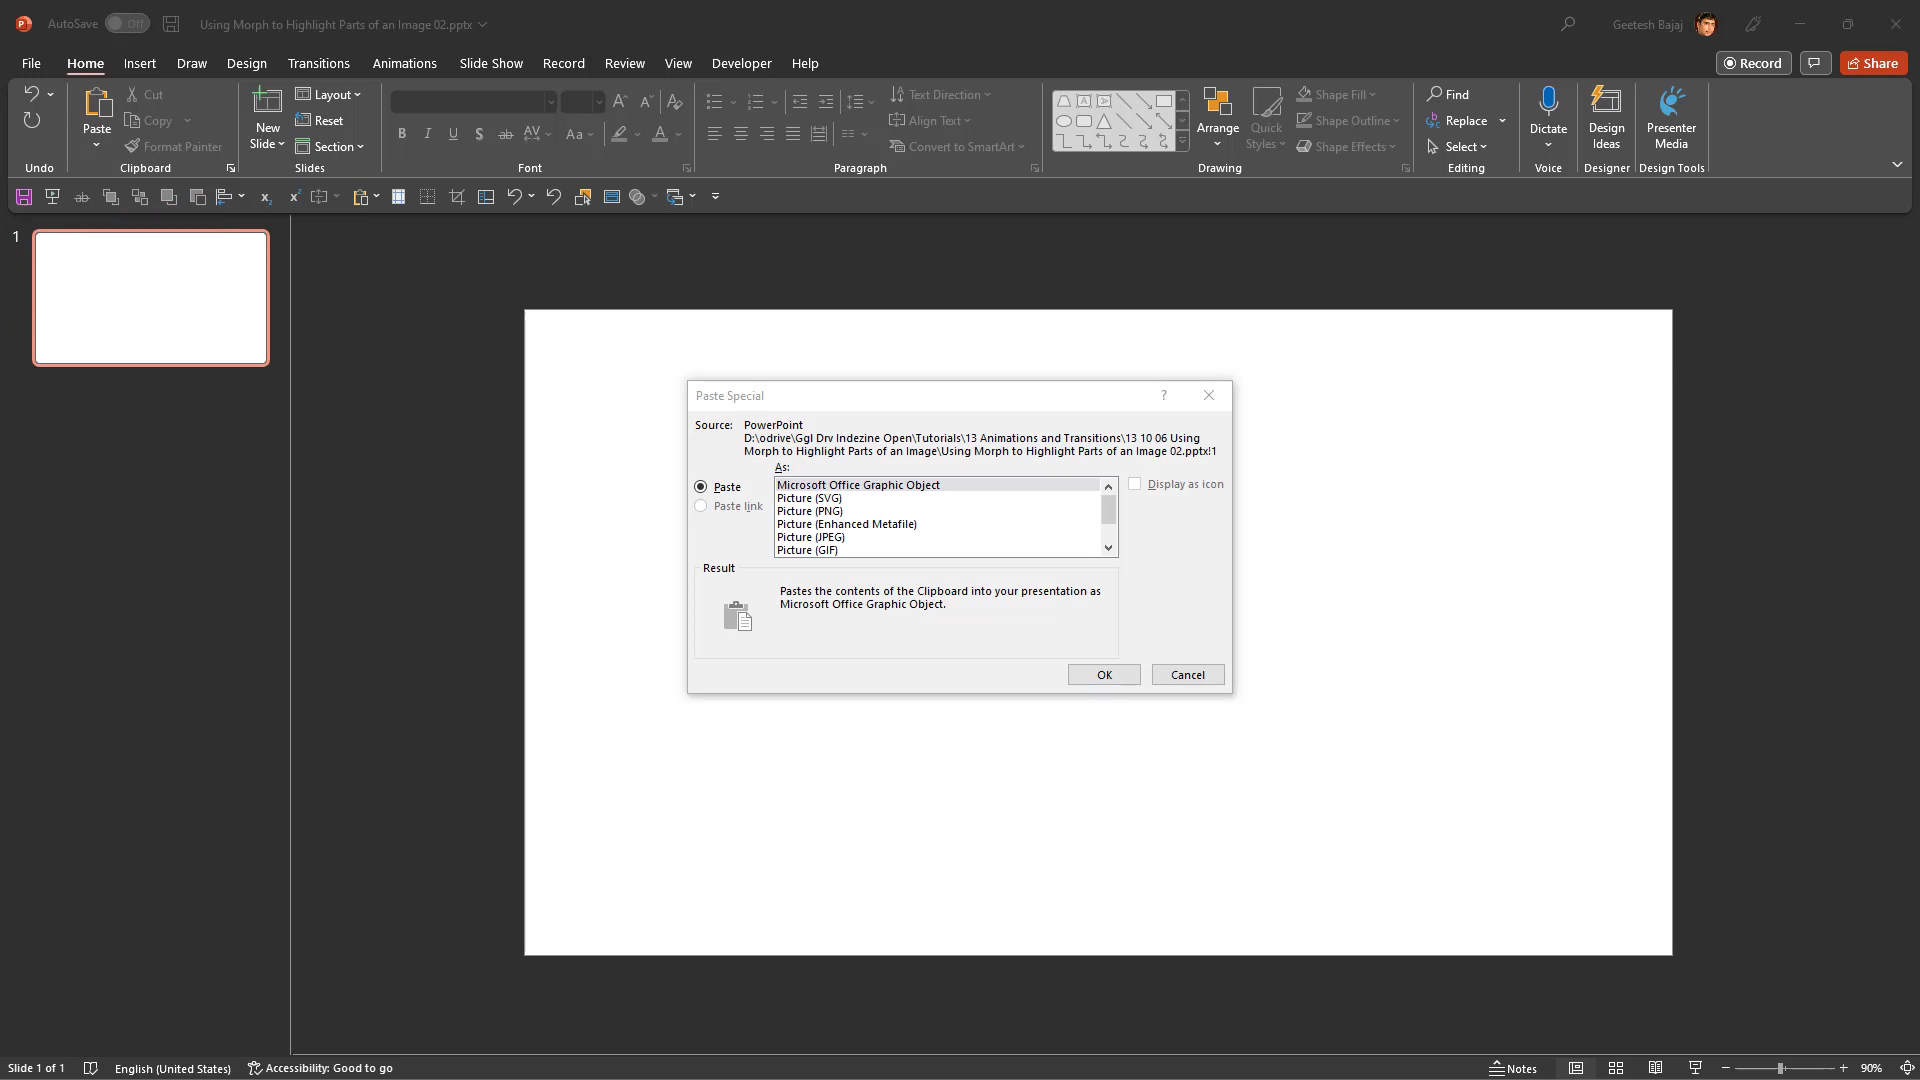 AutoSave Off Using Morph to Highlight Parts of an Image 02.pptx Geetesh Bajaj
File Home Insert Draw Design Transitions Animations Slide Show Record Review View Developer Help Record Share
Paste
Cut
Copy
Format Painter
New
Slide
Layout
Reset
Section
B I U S ab AV Aa A
Text Direction
Align Text
Convert to SmartArt
Arrange
Quick
Styles
Shape Fill
Shape Outline
Shape Effects
Find
Replace
Select
Dictate
Design
Ideas
Presenter
Media
Undo Clipboard Slides Font Paragraph Drawing Editing Voice Designer Design Tools
1
Paste Special
Source: PowerPoint
D:\odrive\Ggl Drv Indezine Open\Tutorials\13 Animations and Transitions\13 10 06 Using
Morph to Highlight Parts of an Image\Using Morph to Highlight Parts of an Image 02.pptx!1
As:
Paste
Paste link
Microsoft Office Graphic Object
Picture (SVG)
Picture (PNG)
Picture (Enhanced Metafile)
Picture (JPEG)
Picture (GIF)
Display as icon
Result
Pastes the contents of the Clipboard into your presentation as
Microsoft Office Graphic Object.
OK Cancel
Slide 1 of 1 English (United States) Accessibility: Good to go Notes 90%